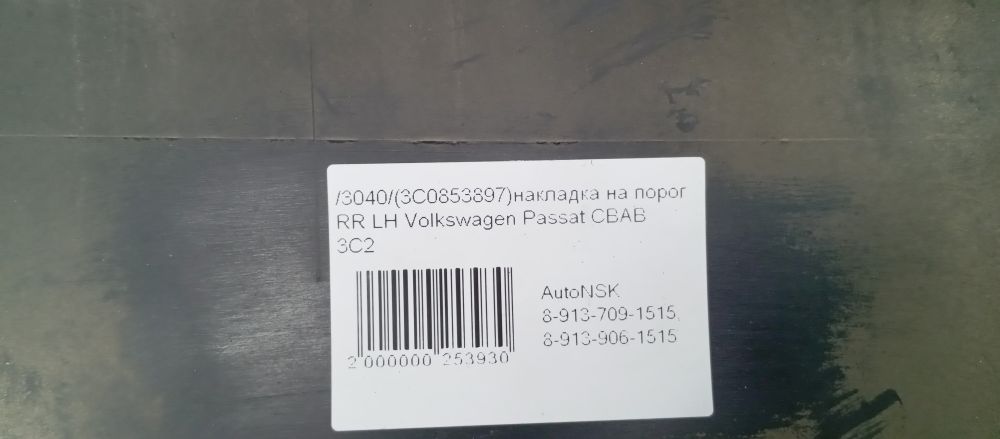 /3040/(3C0853897)накладка на порог
RR LH Volkswagen Passat CBAB
3C2
AutoNSK
8-913-709-1515,
8-913-906-1515
2 000000 253930